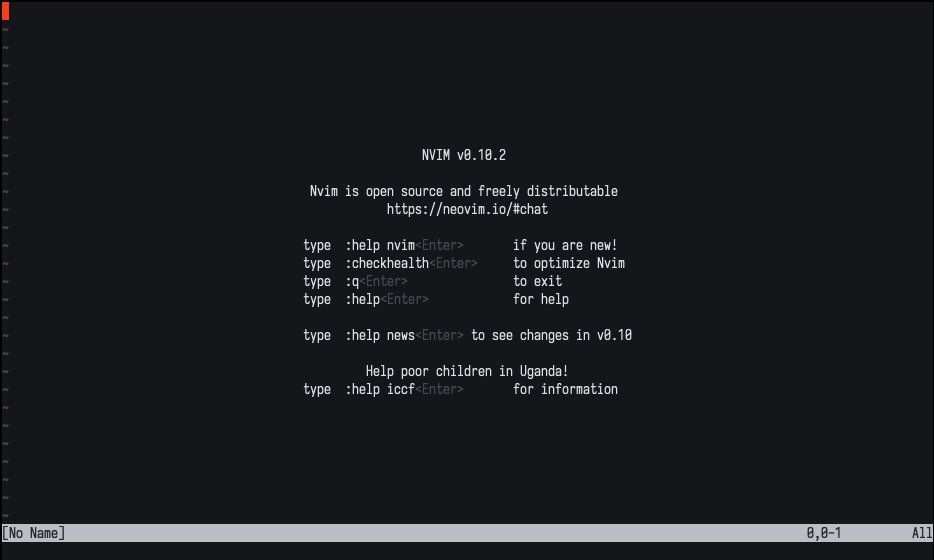 ~
~
~
~
~
~
~
~ NVIM v0.10.2
~
~ Nvim is open source and freely distributable
~ https://neovim.io/#chat
~
~ type  :help nvim<Enter>       if you are new!
~ type  :checkhealth<Enter>     to optimize Nvim
~ type  :q<Enter>               to exit
~ type  :help<Enter>            for help
~
~ type  :help news<Enter> to see changes in v0.10
~
~ Help poor children in Uganda!
~ type  :help iccf<Enter>       for information
~
~
~
~
~
~
~
[No Name] 0,0-1 All